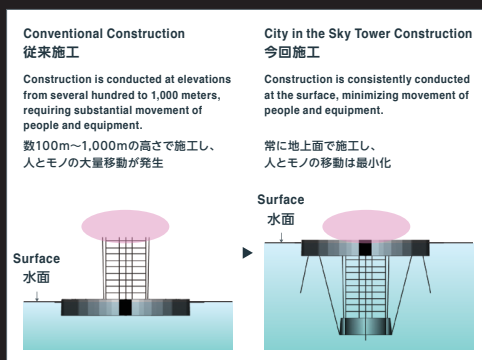 Conventional Construction
従来施工
Construction is conducted at elevations
from several hundred to 1,000 meters,
requiring substantial movement of
people and equipment.
数100m～1,000mの高さで施工し、
人とモノの大量移動が発生
Surface
水面
City in the Sky Tower Construction
今回施工
Construction is consistently conducted
at the surface, minimizing movement of
people and equipment.
常に地上面で施工し、
人とモノの移動は最小化
Surface
水面